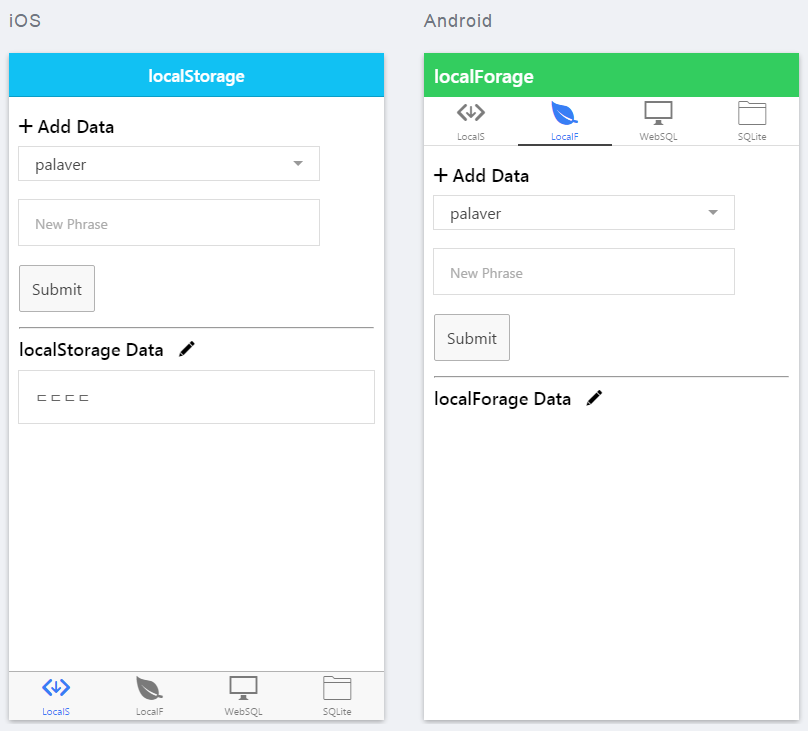 iOS
localStorage
Add Data
palaver
New Phrase
Submit
localStorage Data
ㄷㄷㄷㄷ
LocalS LocalF WebSQL SQLite
Android
localForage
LocalS LocalF WebSQL SQLite
Add Data
palaver
New Phrase
Submit
localForage Data